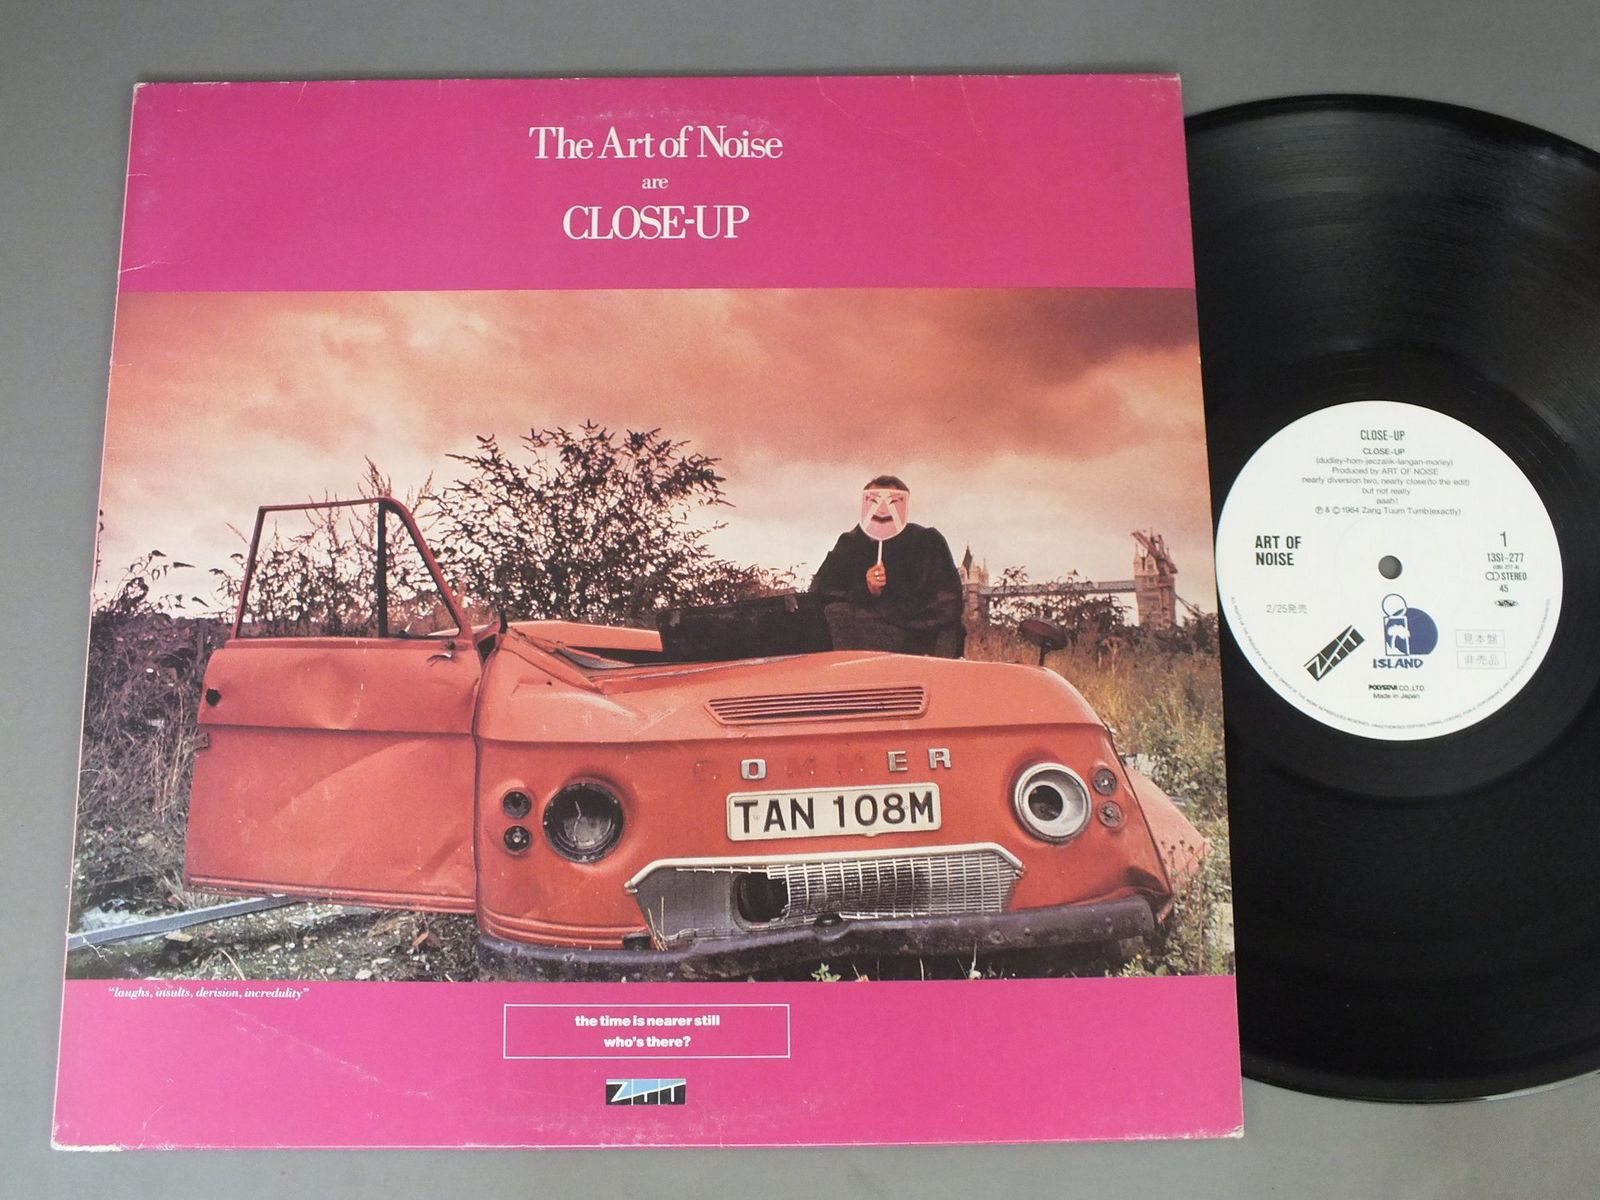 The Art of Noise
are
CLOSE-UP
COMMER
TAN 108M
"laughs, insults, derision, incredulity"
the time is nearer still
who's there?
ZTT
CLOSE-UP
CLOSE-UP
(dudley-horn-jeczalik-langan-morley)
Produced by ART OF NOISE
nearly diversion two, nearly close (to the edit)
but not really
aaah!
Ⓟ & © 1984 Zang Tuum Tumb (exactly)
ART OF
NOISE
1
13SI-277
STEREO
45
2/25発売
ZTT
ISLAND
見本盤
非売品
POLYSTAR CO., LTD.
Made in Japan